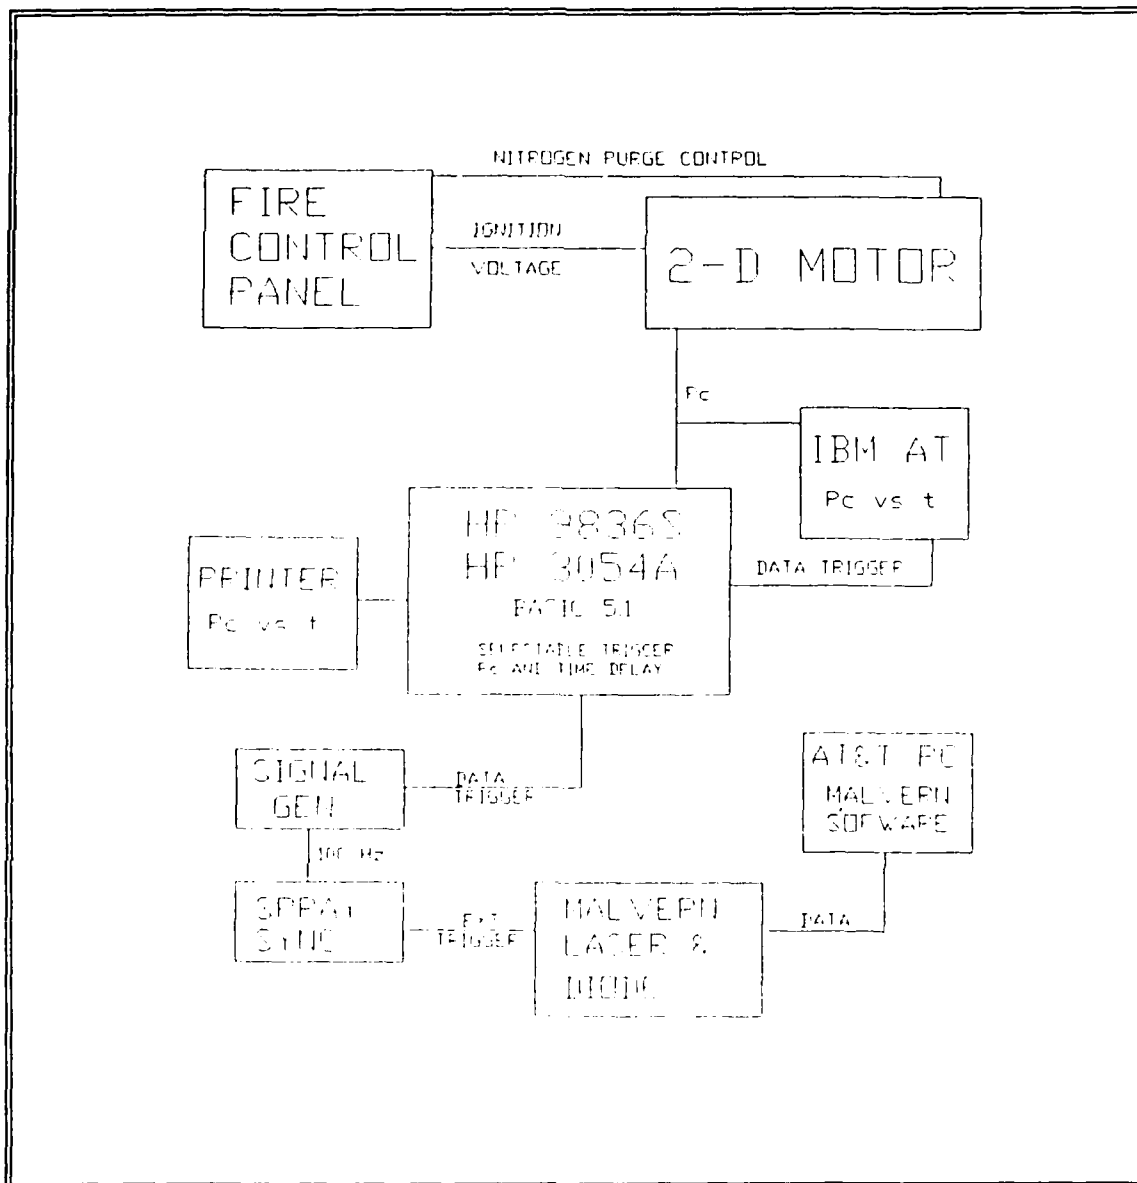 NITROGEN PURGE CONTROL
FIRE
CONTROL
PANEL
IGNITION
VOLTAGE
2-D MOTOR
Pc
IBM AT
Pc vs t
HP 9836S
HP 3054A
BASIC 5.1
SELECTABLE TRIGGER
Pc AND TIME DELAY
DATA TRIGGER
PRINTER
Pc vs t
SIGNAL
GEN
DATA
TRIGGER
100 Hz
AT&T PC
MALVERN
SOFWARE
SPRAY
SYNC
EXT
TRIGGER
MALVERN
LASER &
DIODE
DATA